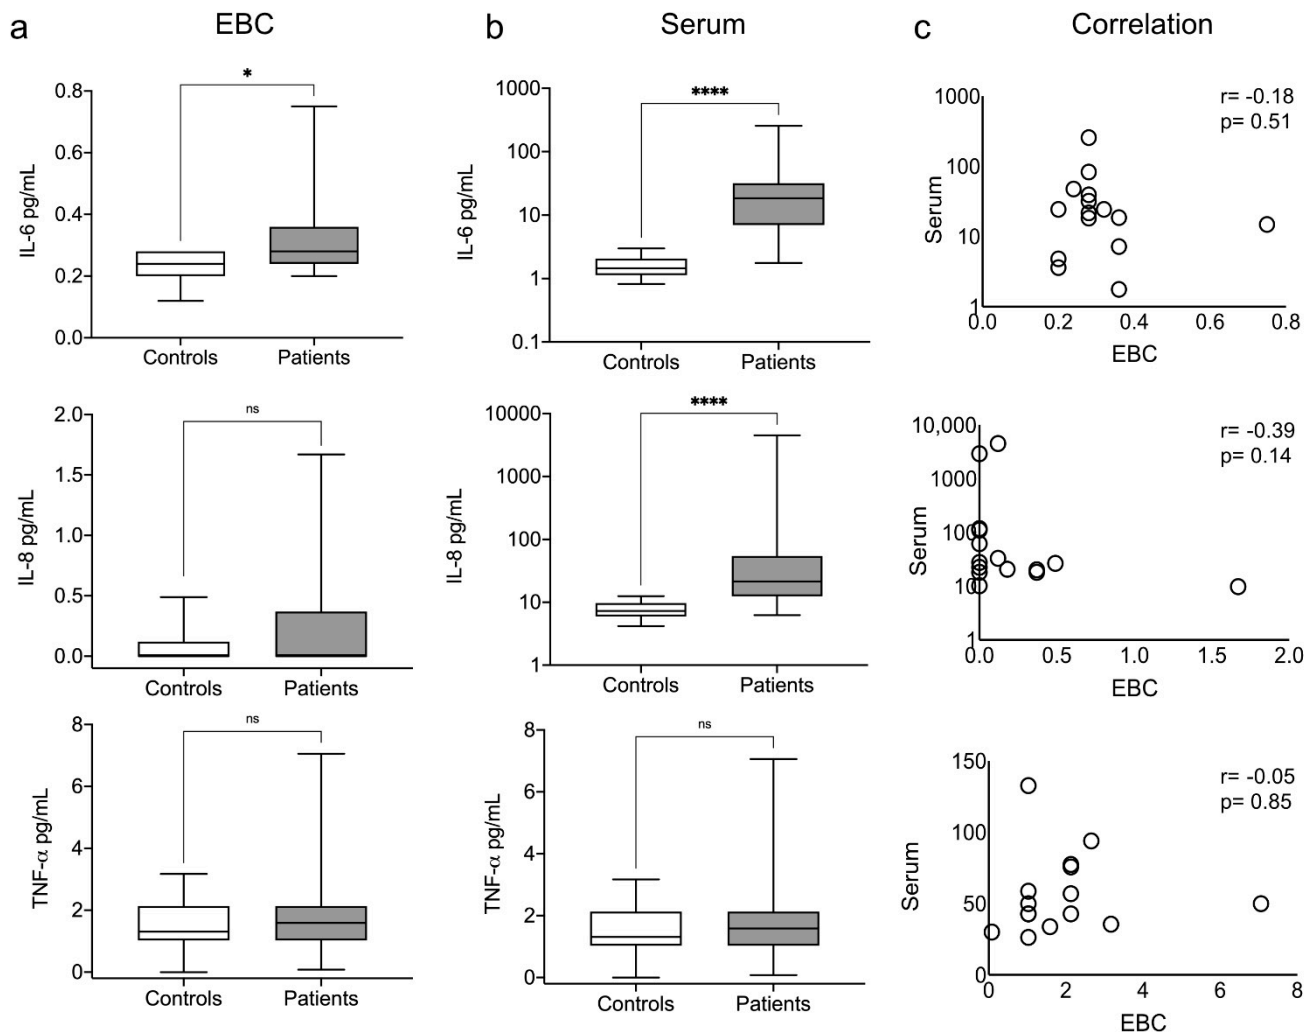 a
EBC
b
Serum
c
Correlation
*
0.8
0.6
0.4
0.2
0.0
IL-6 pg/mL
Controls
Patients
****
1000
100
10
1
0.1
IL-6 pg/mL
Controls
Patients
r= -0.18
p= 0.51
1000
100
10
1
Serum
0.0
0.2
0.4
0.6
0.8
EBC
ns
2.0
1.5
1.0
0.5
0.0
IL-8 pg/mL
Controls
Patients
****
10000
1000
100
10
1
IL-8 pg/mL
Controls
Patients
r= -0.39
p= 0.14
10,000
1000
100
10
1
Serum
0.0
0.5
1.0
1.5
2.0
EBC
ns
8
6
4
2
0
TNF-α pg/mL
Controls
Patients
ns
8
6
4
2
0
TNF-α pg/mL
Controls
Patients
r= -0.05
p= 0.85
150
100
50
0
Serum
0
2
4
6
8
EBC